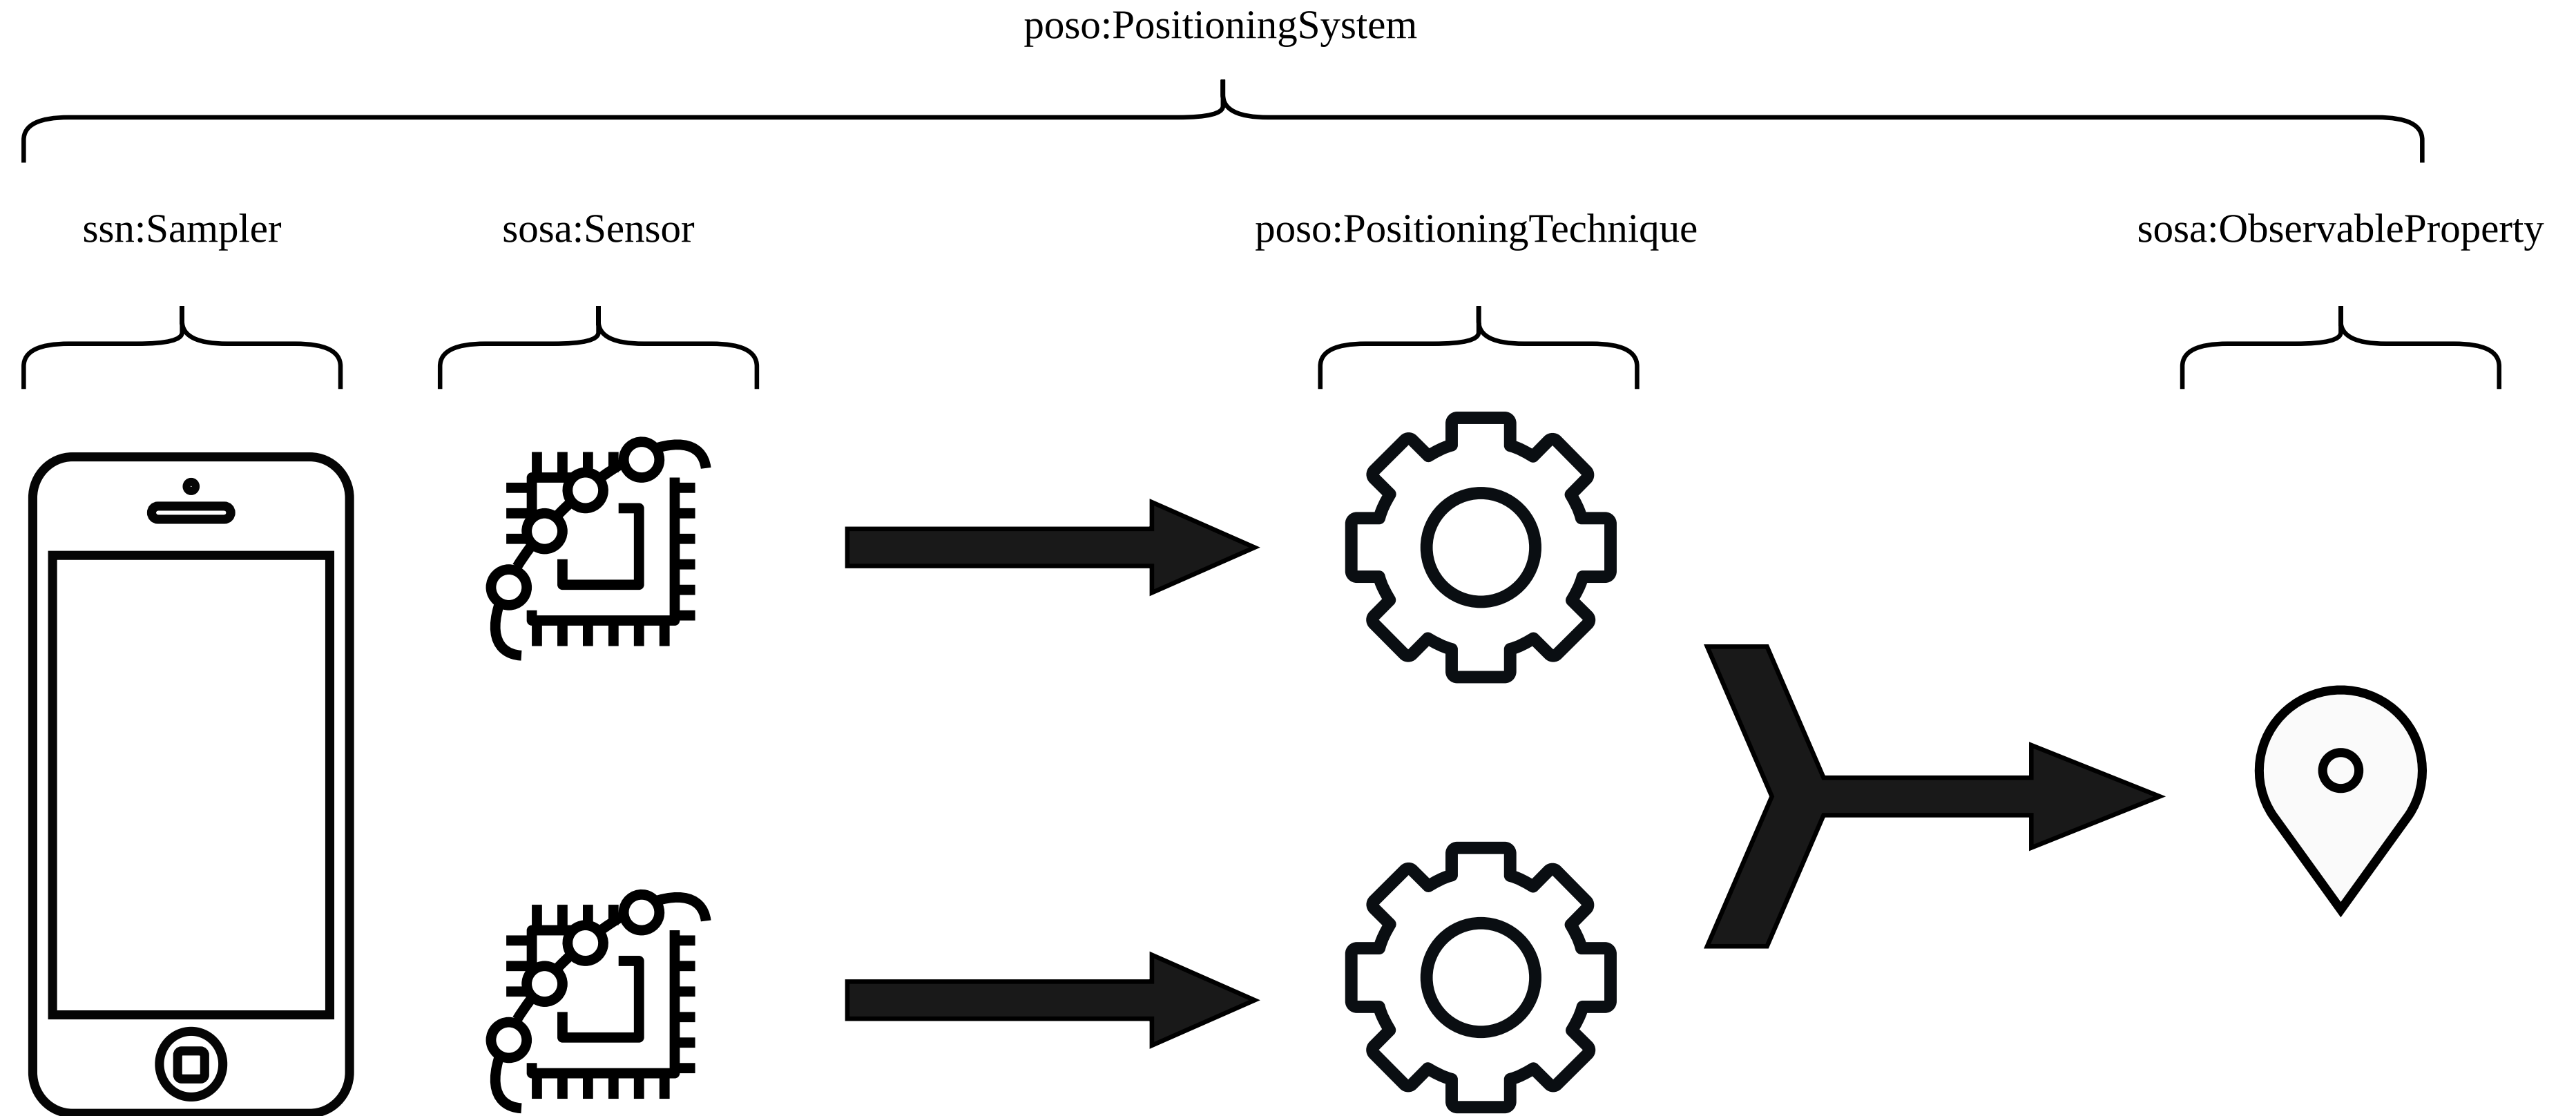 poso:PositioningSystem
ssn:Sampler
sosa:Sensor
poso:PositioningTechnique
sosa:ObservableProperty